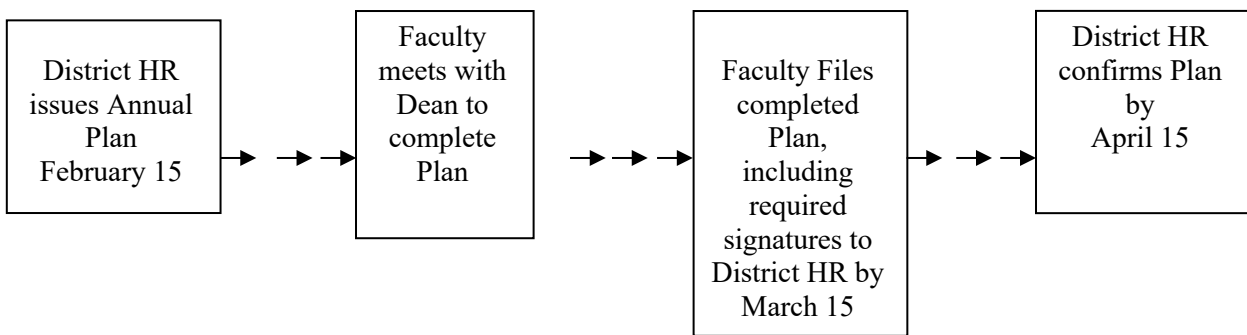 District HR
issues Annual
Plan
February 15
Faculty
meets with
Dean to
complete
Plan
Faculty Files
completed
Plan,
including
required
signatures to
District HR by
March 15
District HR
confirms Plan
by
April 15